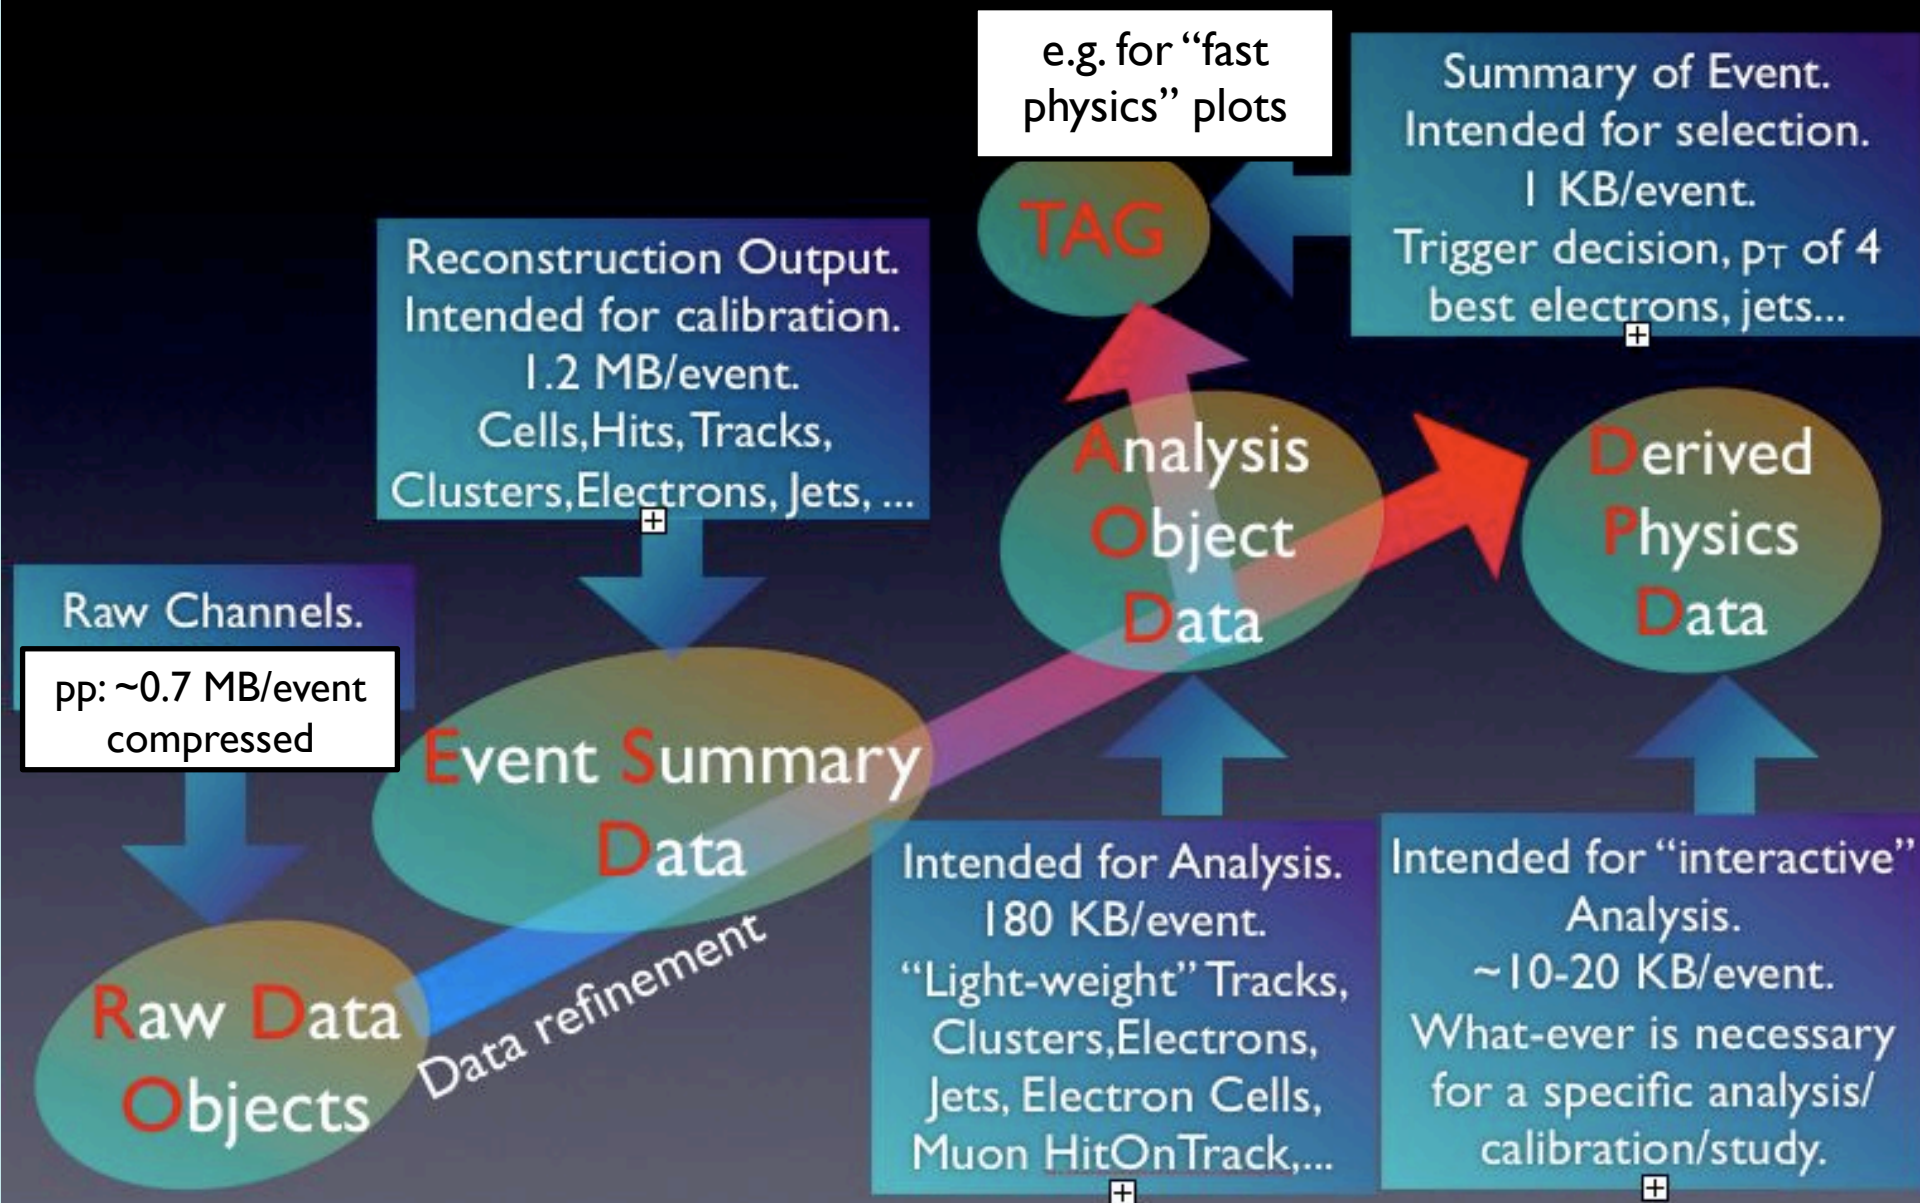 e.g. for “fast
physics” plots
Summary of Event.
Intended for selection.
1 KB/event.
Trigger decision, pT of 4
best electrons, jets...
TAG
Reconstruction Output.
Intended for calibration.
1.2 MB/event.
Cells,Hits, Tracks,
Clusters,Electrons, Jets, ...
Analysis
Object
Data
Derived
Physics
Data
Raw Channels.
pp: ~0.7 MB/event
compressed
Event Summary
Data
Data refinement
Raw Data
Objects
Intended for Analysis.
180 KB/event.
“Light-weight” Tracks,
Clusters,Electrons,
Jets, Electron Cells,
Muon HitOnTrack,...
Intended for “interactive”
Analysis.
~10-20 KB/event.
What-ever is necessary
for a specific analysis/
calibration/study.